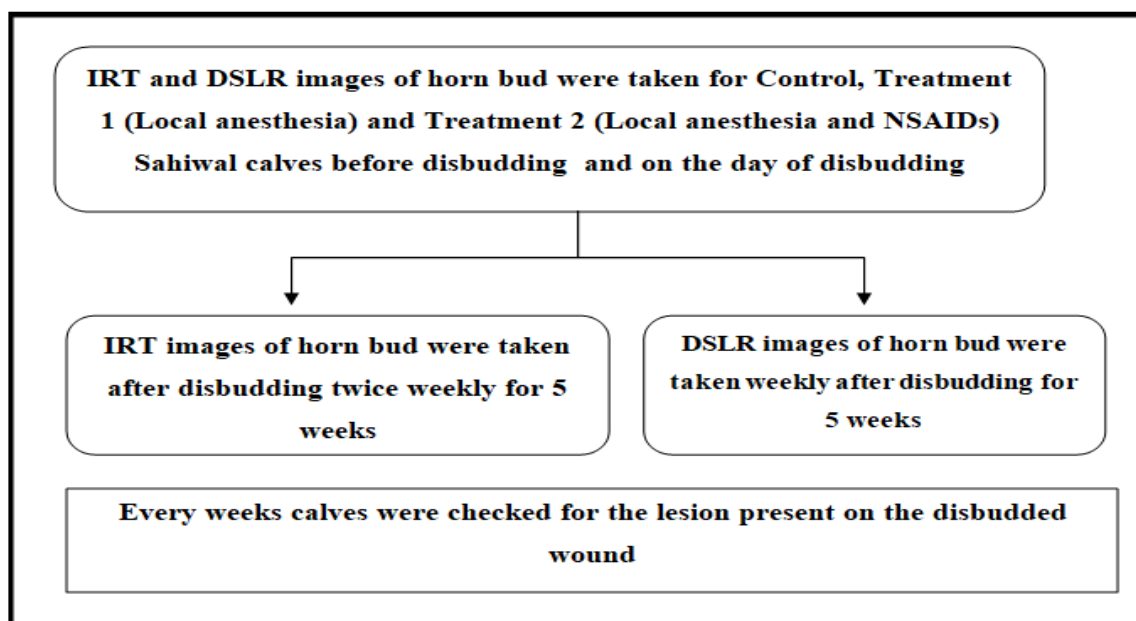 IRT and DSLR images of horn bud were taken for Control, Treatment
1 (Local anesthesia) and Treatment 2 (Local anesthesia and NSAIDs)
Sahiwal calves before disbudding and on the day of disbudding
IRT images of horn bud were taken
after disbudding twice weekly for 5
weeks
DSLR images of horn bud were
taken weekly after disbudding for
5 weeks
Every weeks calves were checked for the lesion present on the disbudded
wound